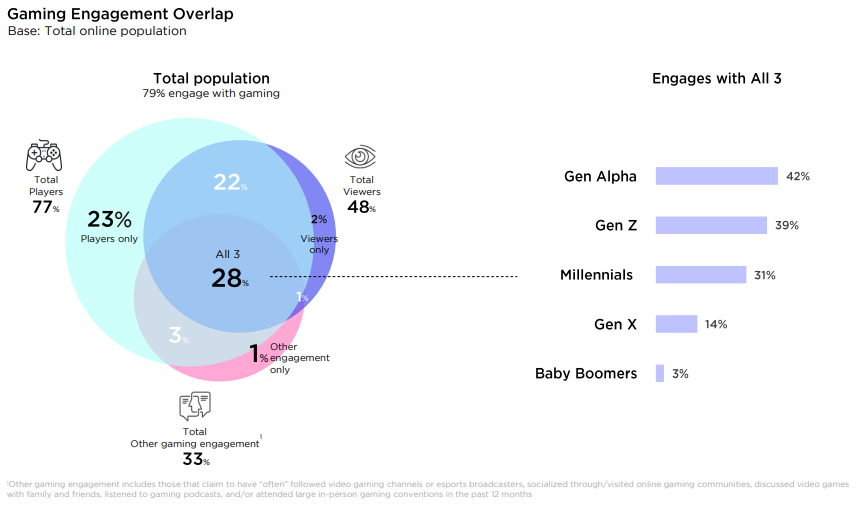 Gaming Engagement Overlap
Base: Total online population
Total population
79% engage with gaming
Engages with All 3
Total
Players
77%
Total
Viewers
48%
22%
23%
Players only
2%
Viewers
only
All 3
28%
1%
3%
1%
Other
engagement
only
Total
Other gaming engagement¹
33%
Gen Alpha
42%
Gen Z
39%
Millennials
31%
Gen X
14%
Baby Boomers
3%
¹Other gaming engagement includes those that claim to have “often” followed video gaming channels or esports broadcasters, socialized through/visited online gaming communities, discussed video games
with family and friends, listened to gaming podcasts, and/or attended large in-person gaming conventions in the past 12 months